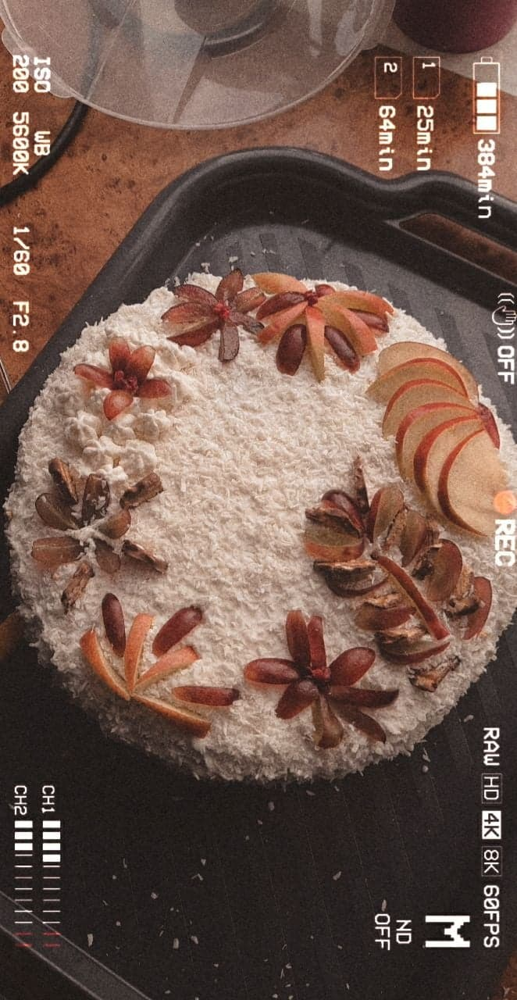 384min
OFF
REC
RAW HD 4K 8K 60FPS
1 25min
2 64min
M
ND
OFF
ISO WB
200 5600K 1/60 F2.8
CH1
CH2